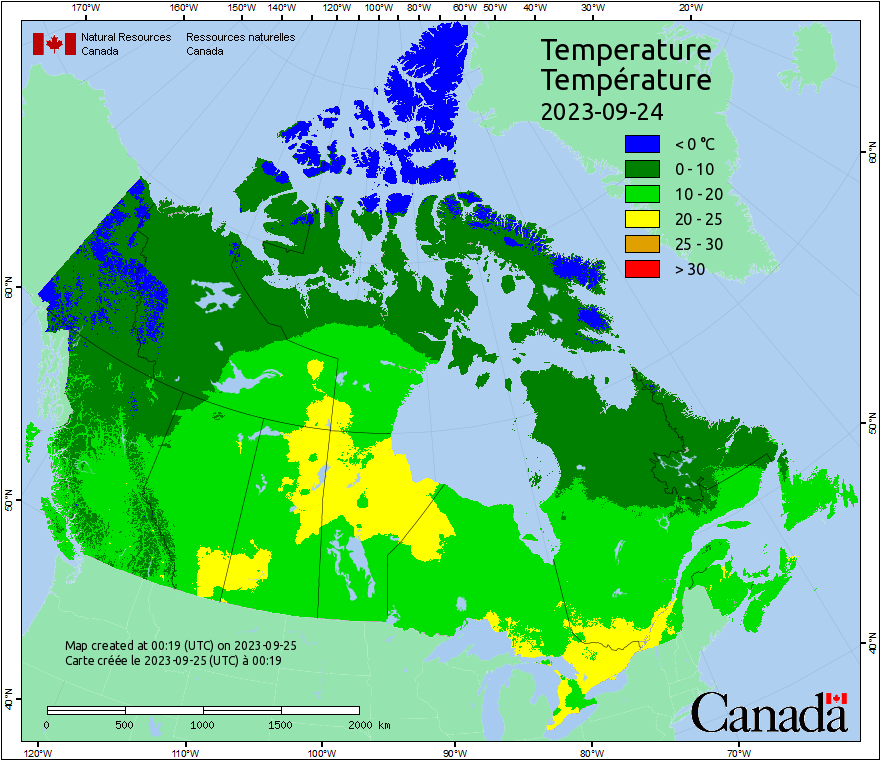 170°W 160°W 150°W 140°W 130°W 120°W 110°W 100°W 90°W 80°W 70°W 60°W 50°W 40°W 30°W 20°W
Natural Resources Ressources naturelles
Canada Canada
Temperature
Température
2023-09-24
< 0 °C
0 - 10
10 - 20
20 - 25
25 - 30
> 30
60°N
60°N
50°N
50°N
40°N
40°N
Map created at 00:19 (UTC) on 2023-09-25
Carte créée le 2023-09-25 (UTC) à 00:19
0 500 1000 1500 2000 km
Canada
120°W 110°W 100°W 90°W 80°W 70°W